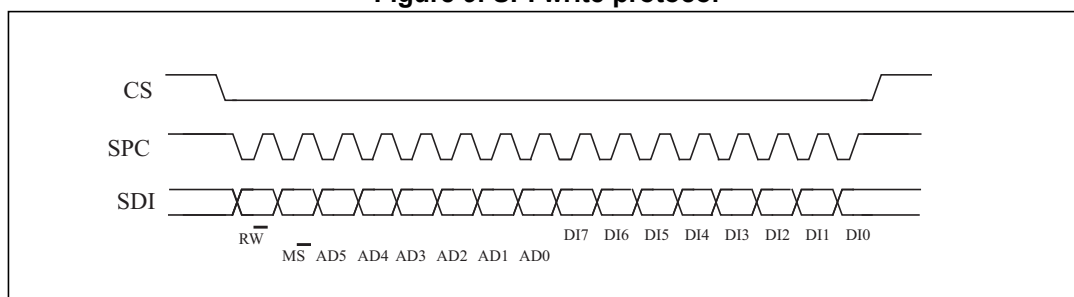 Figure 9. SPI write protocol
CS
SPC
SDI
RW
DI7 DI6 DI5 DI4 DI3 DI2 DI1 DI0
MS AD5 AD4 AD3 AD2 AD1 AD0